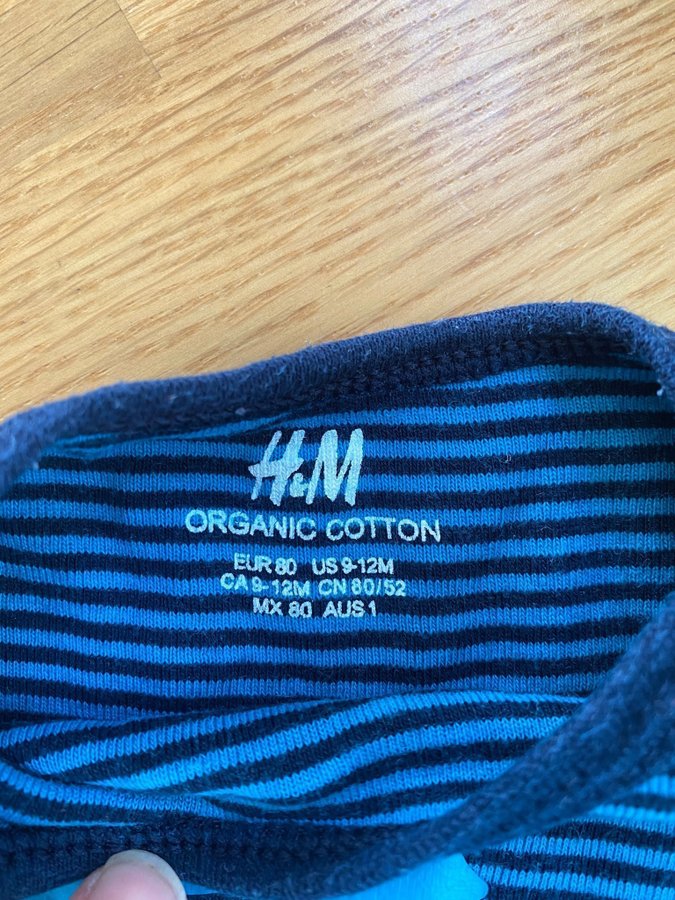 H&M
ORGANIC COTTON
EUR 80 US 9-12M
CA 9-12M CN 80/52
MX 80 AUS 1